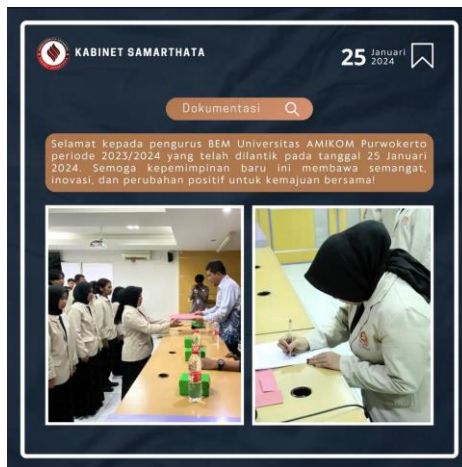 KABINET SAMARTHATA
25 Januari
2024
Dokumentasi
Selamat kepada pengurus BEM Universitas AMIKOM Purwokerto
periode 2023/2024 yang telah dilantik pada tanggal 25 Januari
2024. Semoga kepemimpinan baru ini membawa semangat,
inovasi, dan perubahan positif untuk kemajuan bersama!